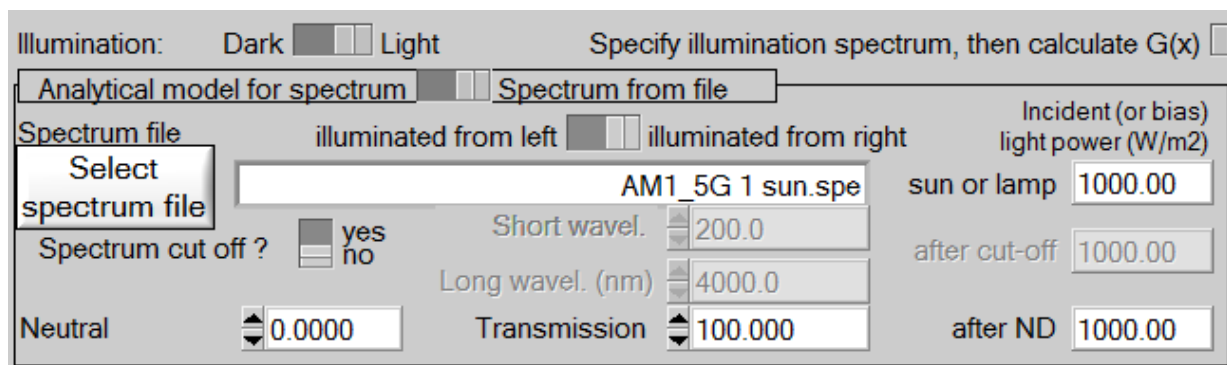 Illumination: Dark Light Specify illumination spectrum, then calculate G(x)
Analytical model for spectrum Spectrum from file
Incident (or bias)
light power (W/m2)
Spectrum file illuminated from left illuminated from right
Select
spectrum file
AM1_5G 1 sun.spe
sun or lamp 1000.00
Spectrum cut off ? yes
no
Short wavel. 200.0
after cut-off 1000.00
Long wavel. (nm) 4000.0
Neutral 0.0000 Transmission 100.000 after ND 1000.00